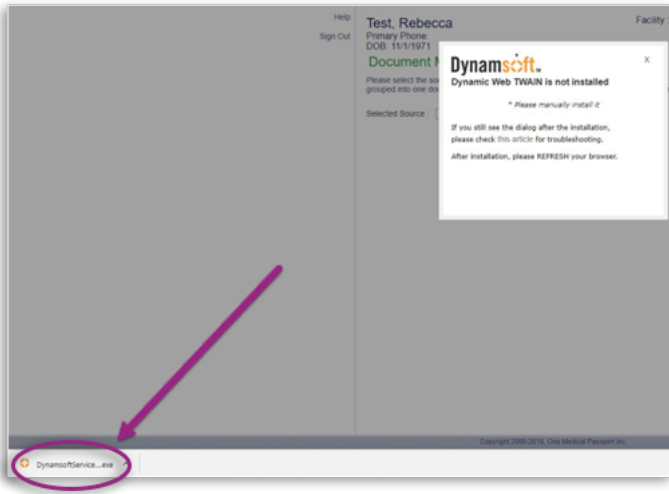 Help
Sign Out
Test, Rebecca
Primary Phone:
DOB: 11/1/1971
Facility:
Document
Please select the
grouped into one
Selected Source :
Dynamsoft
x
Dynamic Web TWAIN is not installed
* Please manually install it
If you still see the dialog after the installation,
please check this article for troubleshooting.
After installation, please REFRESH your browser.
Copyright 2000-2018, One Medical Passport Inc.
DynamsoftService...exe